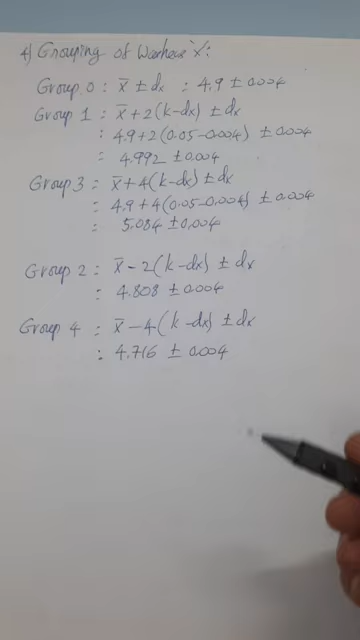 4) Grouping of Washers 'X':
Group 0 : x̄ ± dx : 4.9 ± 0.004
Group 1 : x̄ + 2(k-dx) ± dx
: 4.9 + 2(0.05-0.004) ± 0.004
= 4.992 ± 0.004
Group 3 : x̄ + 4(k-dx) ± dx
: 4.9 + 4(0.05-0.004) ± 0.004
: 5.084 ± 0.004
Group 2 : x̄ - 2(k-dx) ± dx
: 4.808 ± 0.004
Group 4 : x̄ - 4(k-dx) ± dx
: 4.716 ± 0.004